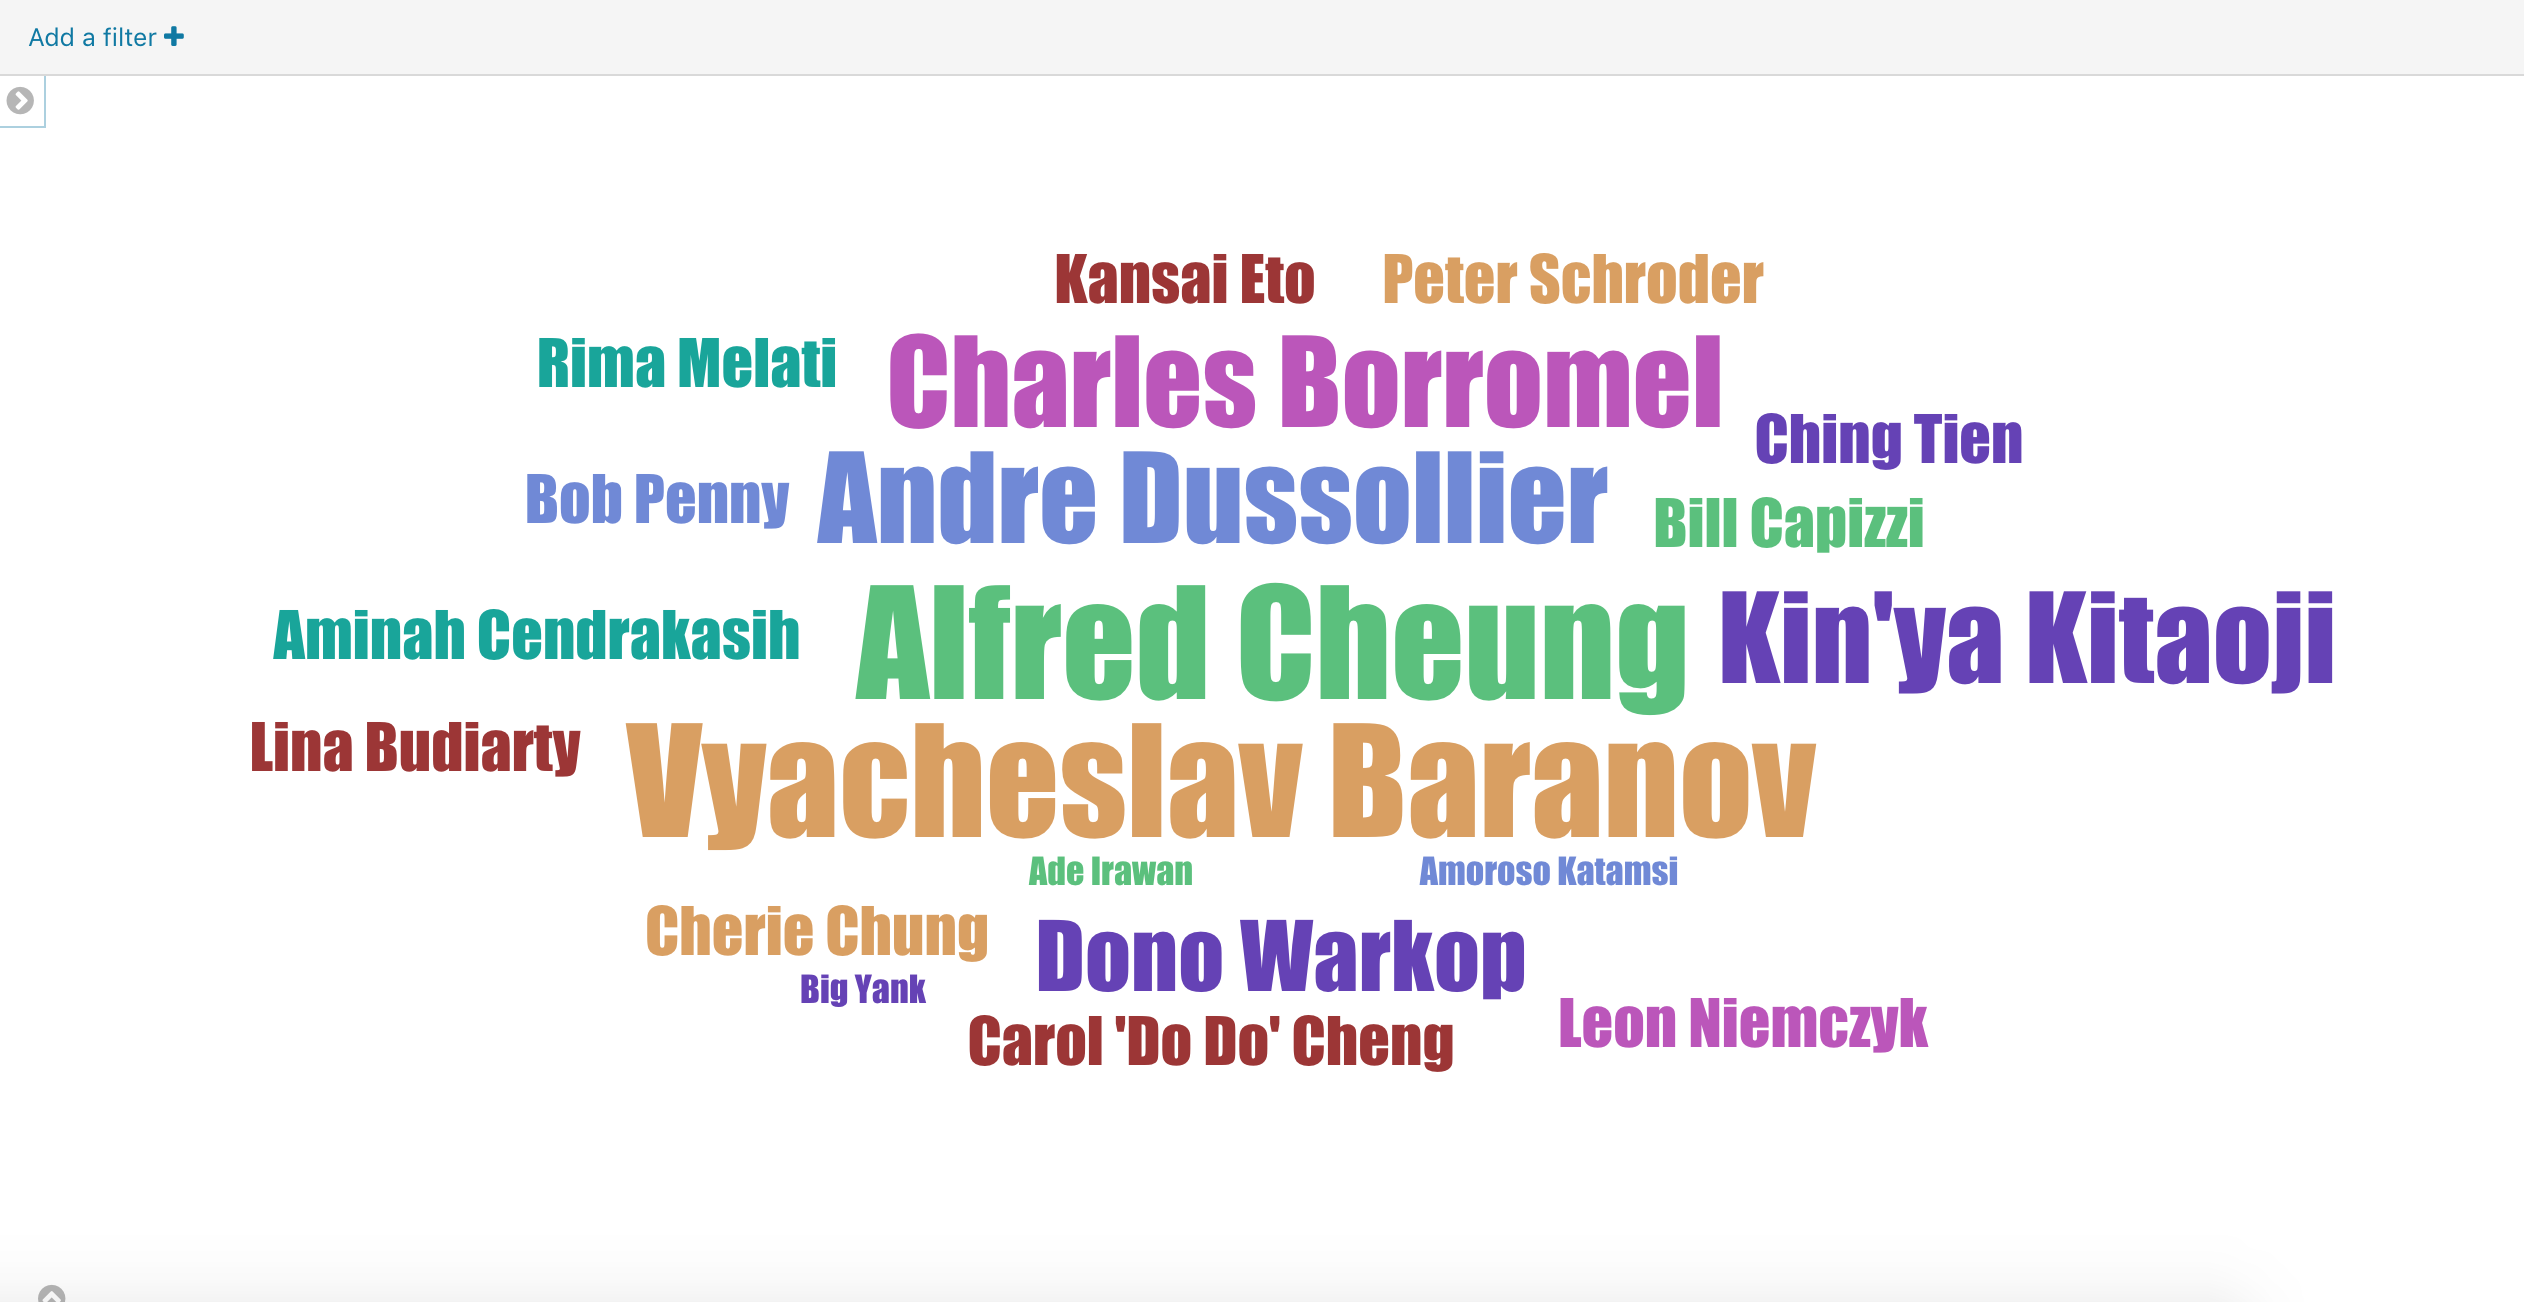 Add a filter
Kansai Eto
Peter Schroder
Rima Melati
Charles Borromel
Ching Tien
Bob Penny
Andre Dussollier
Bill Capizzi
Aminah Cendrakasih
Alfred Cheung
Kin'ya Kitaoji
Lina Budiarty
Vyacheslav Baranov
Ade Irawan
Amoroso Katamsi
Cherie Chung
Dono Warkop
Big Yank
Leon Niemczyk
Carol 'Do Do' Cheng